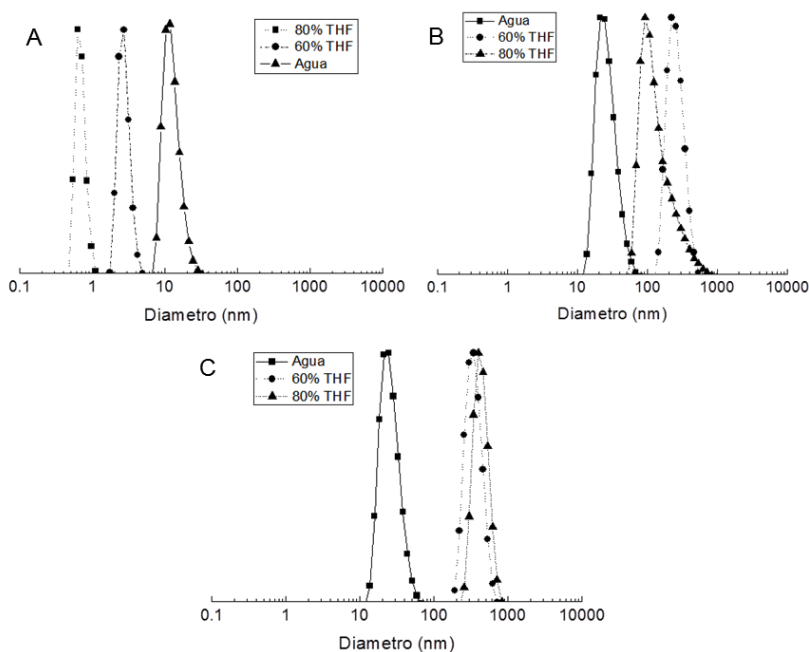 A
80% THF
60% THF
Agua
0.1 1 10 100 1000 10000
Diametro (nm)
B
Agua
60% THF
80% THF
0.1 1 10 100 1000 10000
Diametro (nm)
C
Agua
60% THF
80% THF
0.1 1 10 100 1000 10000
Diametro (nm)